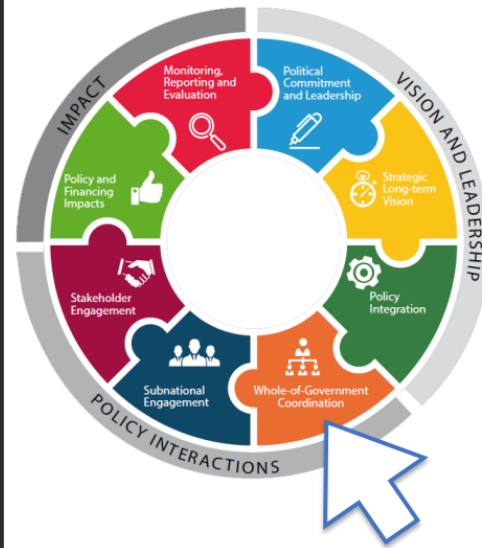 IMPACT
VISION AND LEADERSHIP
Monitoring,
Reporting and
Evaluation
Political
Commitment
and Leadership
Policy and
Financing
Impacts
Strategic
Long-term
Vision
Stakeholder
Engagement
Policy
Integration
Subnational
Engagement
Whole-of-Government
Coordination
POLICY INTERACTIONS